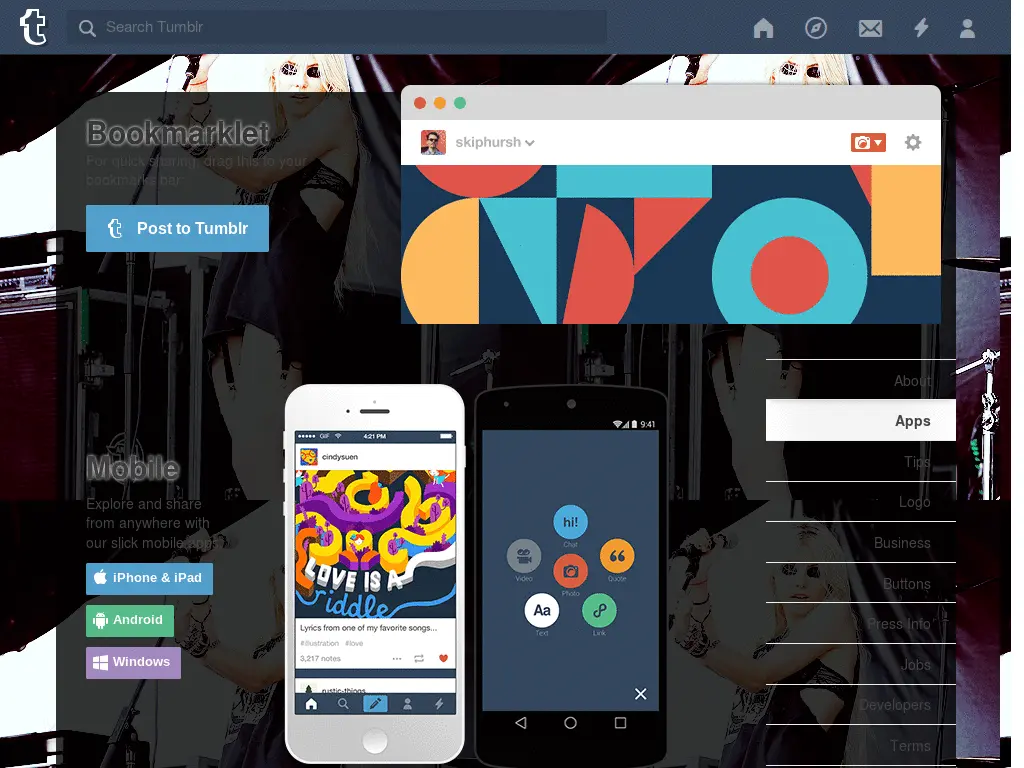 Search Tumblr
Bookmarklet
For quick sharing, drag this to your
bookmarks bar
Post to Tumblr
skiphursh
About
Apps
Tips
Logo
Business
Buttons
Press Info
Jobs
Developers
Terms
Mobile
Explore and share
from anywhere with
our slick mobile apps
iPhone & iPad
Android
Windows
GIF
4:21 PM
cindysuen
LOVE IS A
riddle
Lyrics from one of my favorite songs...
#illustration #love
3,217 notes
rustic-things
9:41
hi!
Chat
Video
Photo
Quote
Aa
Text
Link